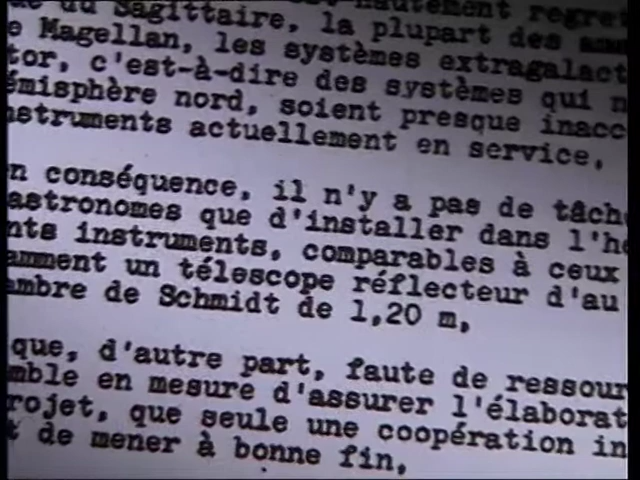 du Sagittaire, la plupart des
Magellan, les systèmes extragalact
tor, c'est-à-dire des systèmes qui n
émisphère nord, soient presque inacc
nstruments actuellement en service,
n conséquence, il n'y a pas de tâch
astronomes que d'installer dans l'hé
nts instruments, comparables à ceux
amment un télescope réflecteur d'au
ambre de Schmidt de 1,20 m,
que, d'autre part, faute de ressour
mble en mesure d'assurer l'élaborat
rojet, que seule une coopération in
t de mener à bonne fin,